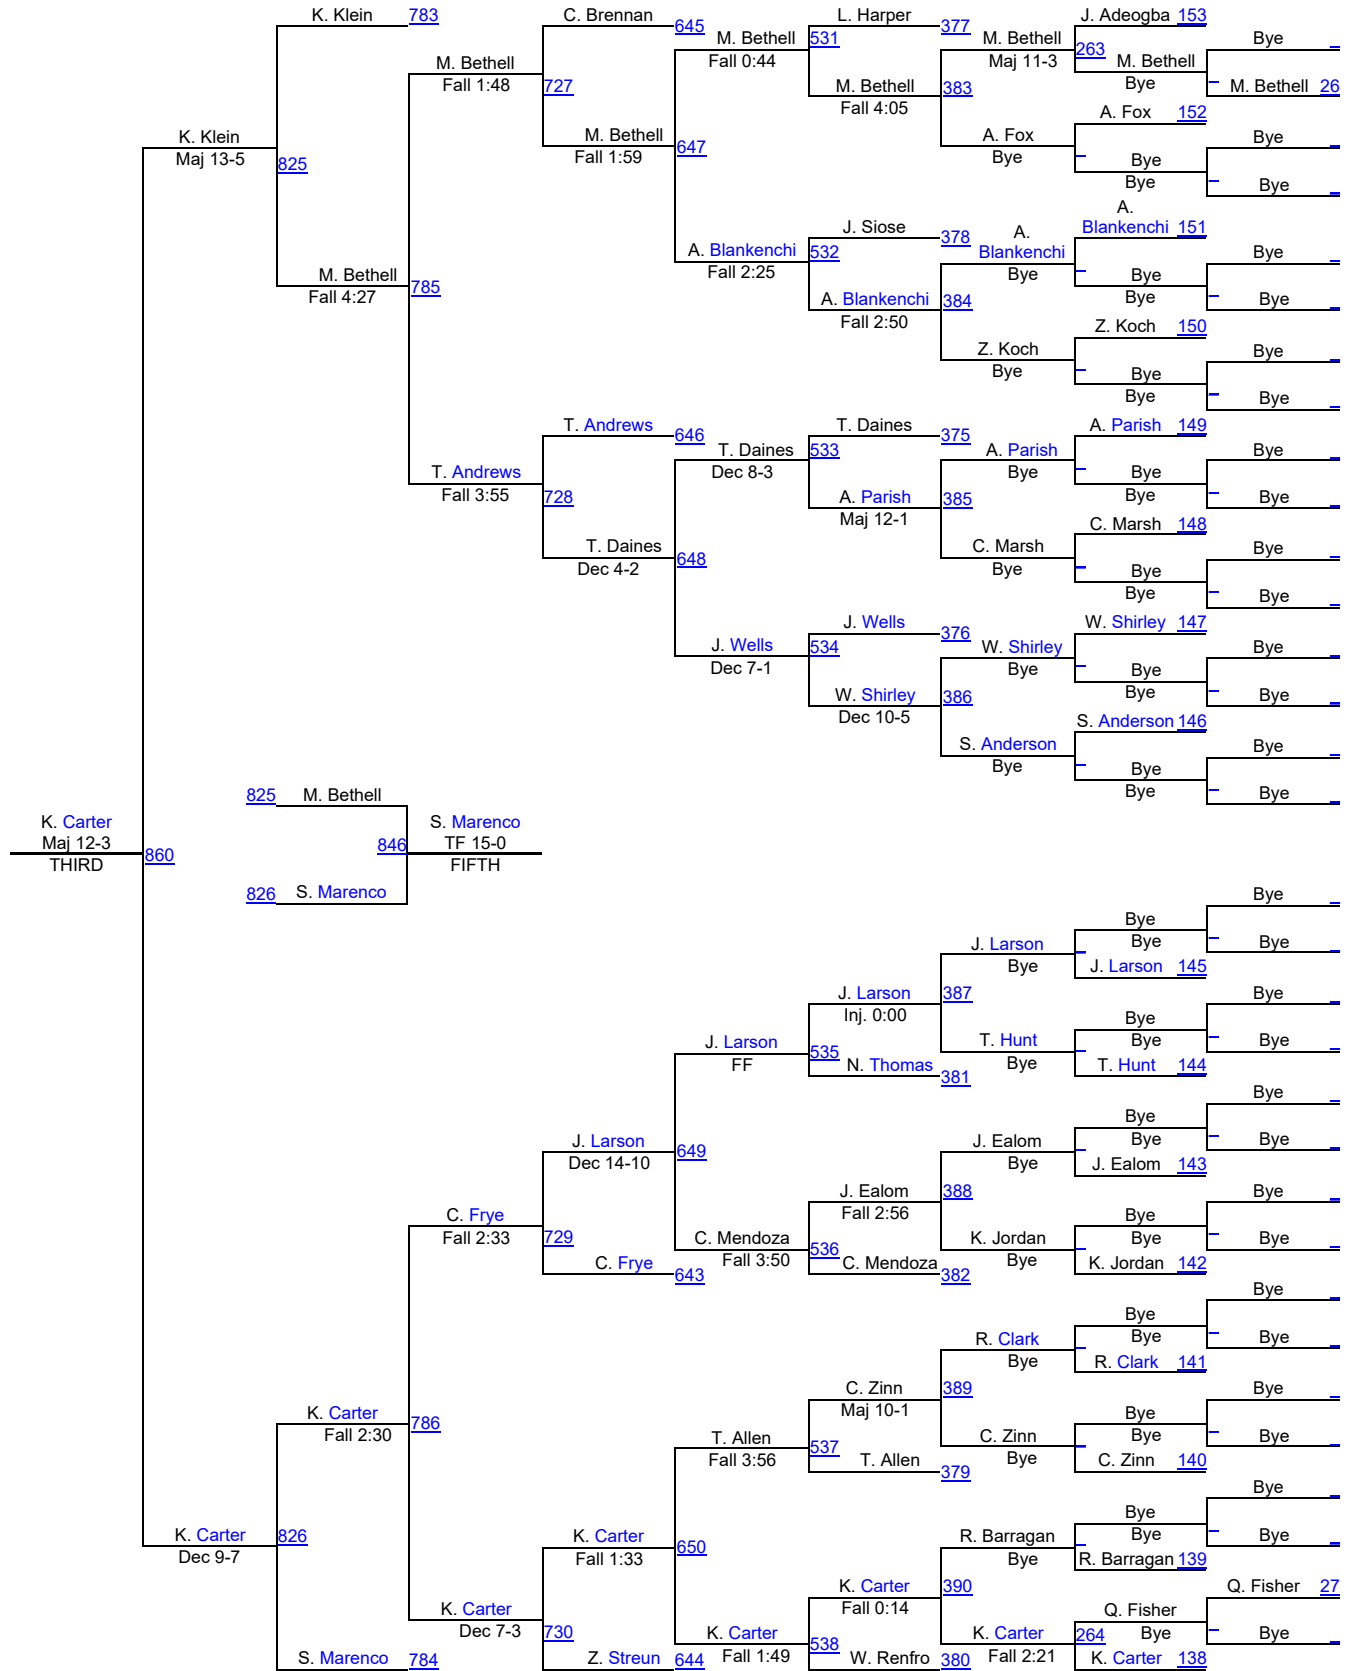 K. Klein 783
C. Brennan
645
L. Harper
377
J. Adeogba 153
M. Bethell
Fall 0:44
531
M. Bethell
Maj 11-3
263
Bye
M. Bethell
Fall 1:48
727
M. Bethell
Fall 4:05
383
M. Bethell
Bye
M. Bethell 26
K. Klein
Maj 13-5
825
M. Bethell
Fall 1:59
647
A. Fox
Bye
A. Fox 152
Bye
Bye
Bye
Bye
A. Blankenchi
Fall 2:25
532
J. Siose
378
A.
Blankenchi
Bye
A.
Blankenchi 151
Bye
Bye
Bye
Bye
M. Bethell
Fall 4:27
785
A. Blankenchi
Fall 2:50
384
Z. Koch
Bye
Z. Koch 150
Bye
Bye
Bye
Bye
T. Andrews
646
T. Daines
Dec 8-3
533
T. Daines
375
A. Parish
Bye
A. Parish 149
Bye
Bye
Bye
Bye
T. Andrews
Fall 3:55
728
A. Parish
Maj 12-1
385
C. Marsh
Bye
C. Marsh 148
Bye
Bye
Bye
Bye
T. Daines
Dec 4-2
648
J. Wells
Dec 7-1
534
J. Wells
376
W. Shirley
Bye
W. Shirley 147
Bye
Bye
Bye
Bye
W. Shirley
Dec 10-5
386
S. Anderson
Bye
S. Anderson 146
Bye
Bye
Bye
Bye
825 M. Bethell
K. Carter
Maj 12-3
THIRD
860
846
S. Marenco
TF 15-0
FIFTH
826 S. Marenco
J. Larson
Bye
Bye
Bye
J. Larson 145
Bye
Bye
J. Larson
Inj. 0:00
387
T. Hunt
Bye
Bye
Bye
T. Hunt 144
Bye
Bye
J. Larson
FF
535
N. Thomas
381
J. Larson
Dec 14-10
649
J. Ealom
Bye
Bye
Bye
J. Ealom 143
Bye
Bye
J. Ealom
Fall 2:56
388
K. Jordan
Bye
Bye
Bye
K. Jordan 142
Bye
Bye
C. Frye
Fall 2:33
729
C. Mendoza
Fall 3:50
536
C. Mendoza
382
C. Frye
643
R. Clark
Bye
Bye
Bye
R. Clark 141
Bye
Bye
K. Carter
Fall 2:30
786
C. Zinn
Maj 10-1
389
C. Zinn
Bye
Bye
Bye
C. Zinn 140
Bye
Bye
T. Allen
Fall 3:56
537
T. Allen
379
K. Carter
Dec 9-7
826
K. Carter
Fall 1:33
650
R. Barragan
Bye
Bye
Bye
R. Barragan 139
Bye
Bye
K. Carter
Dec 7-3
730
K. Carter
Fall 0:14
390
K. Carter
Fall 2:21
264
Q. Fisher
Bye
K. Carter 138
Q. Fisher 27
Bye
K. Carter
Fall 1:49
538
W. Renfro 380
Z. Streun 644
S. Marenco 784